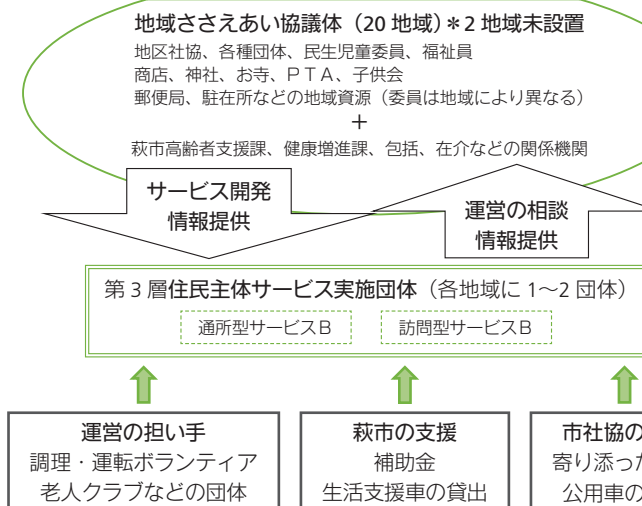 地域ささえあい協議体（20 地域）＊2 地域未設置
地区社協、各種団体、民生児童委員、福祉員
商店、神社、お寺、ＰＴＡ、子供会
郵便局、駐在所などの地域資源（委員は地域により異なる）
＋
萩市高齢者支援課、健康増進課、包括、在介などの関係機関
サービス開発
情報提供
運営の相談
情報提供
第 3 層住民主体サービス実施団体（各地域に 1～2 団体）
通所型サービスＢ
訪問型サービスＢ
運営の担い手
調理・運転ボランティア
老人クラブなどの団体
萩市の支援
補助金
生活支援車の貸出
市社協の
寄り添った
公用車の